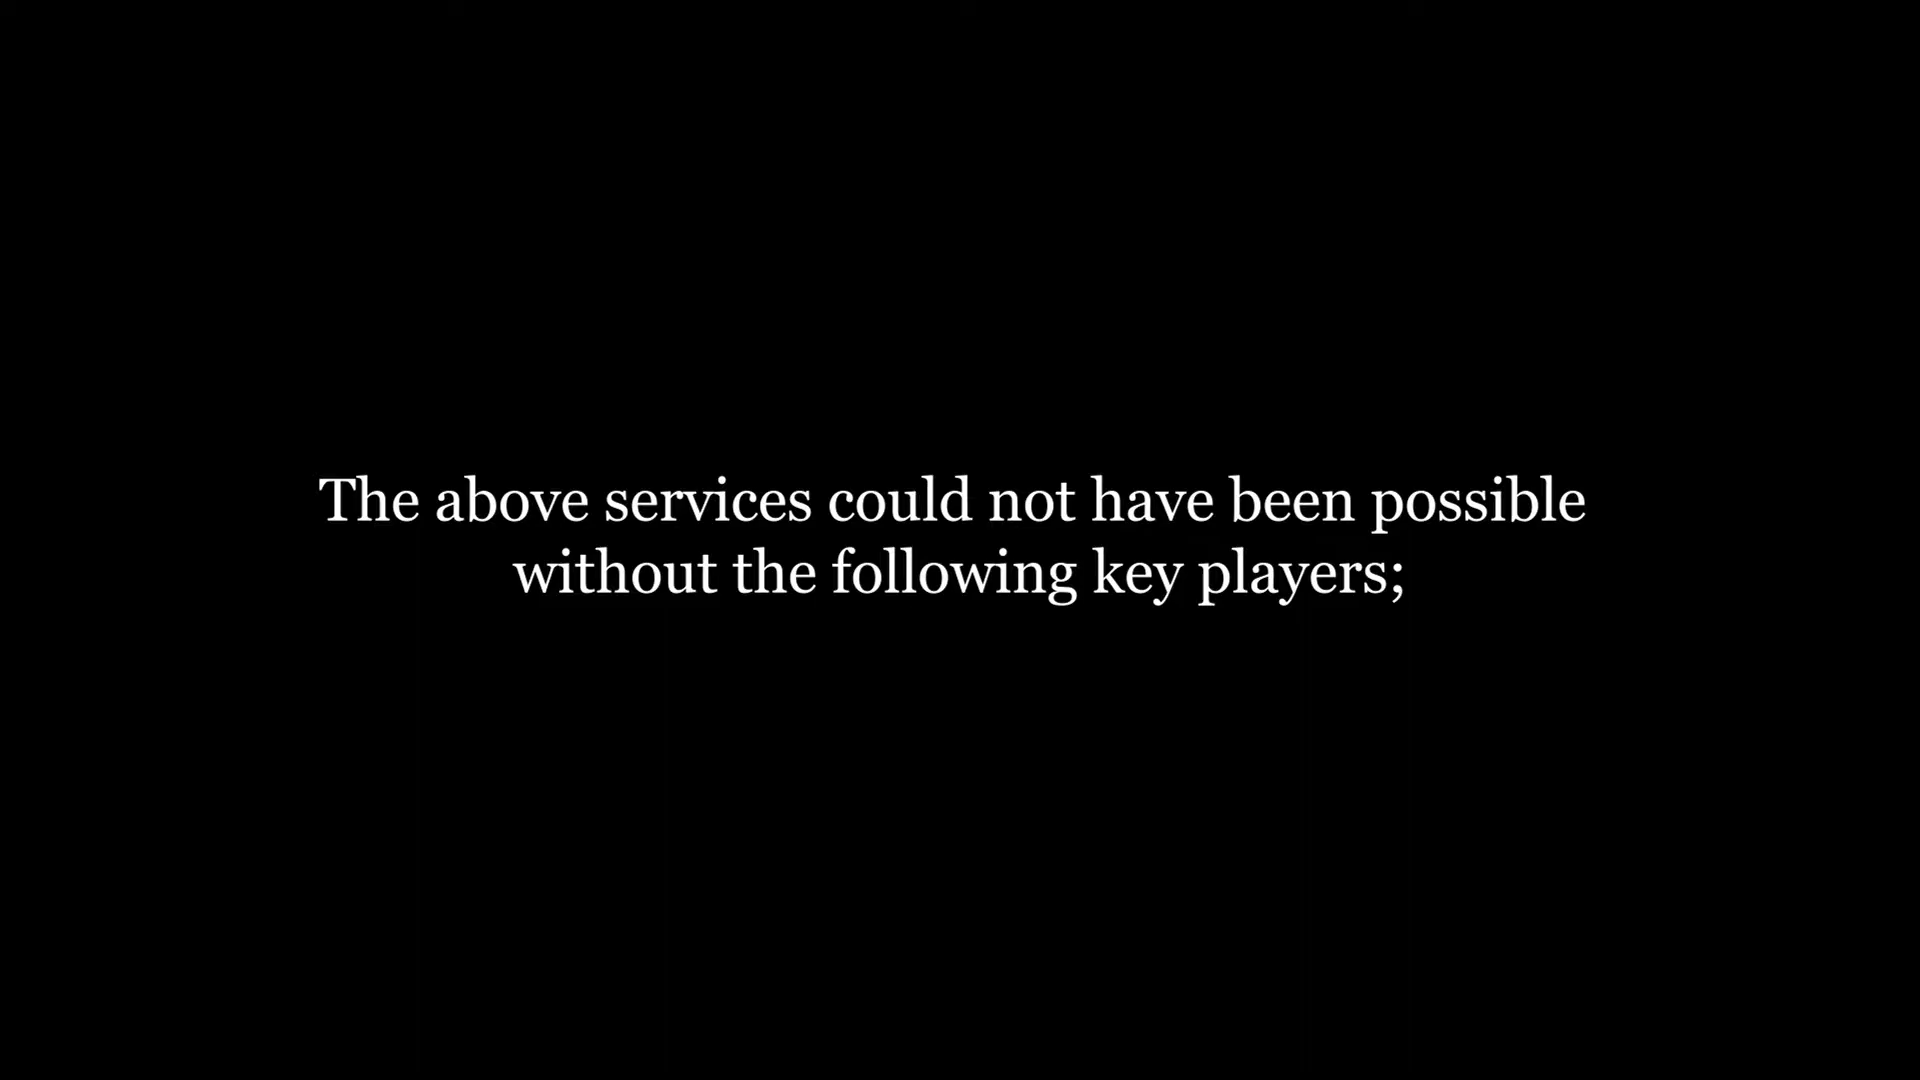 The above services could not have been possible
without the following key players;